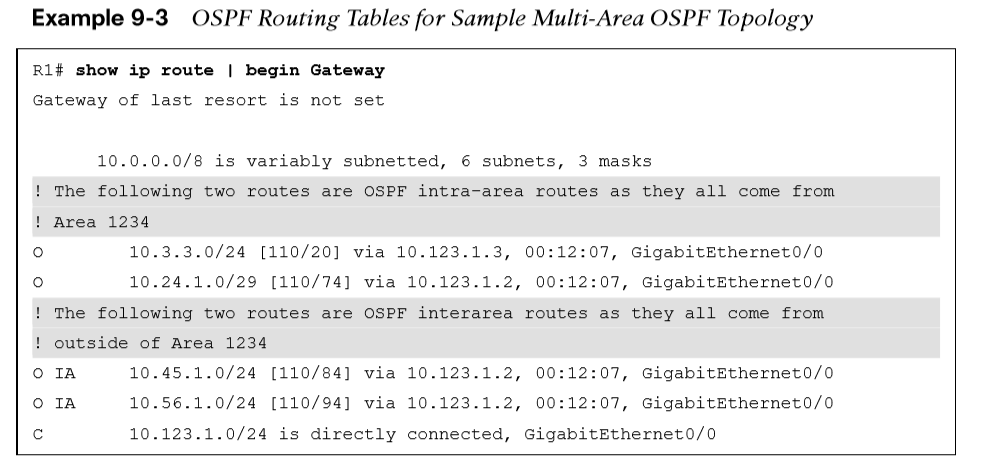 Example 9-3 OSPF Routing Tables for Sample Multi-Area OSPF Topology
R1# show ip route | begin Gateway
Gateway of last resort is not set
10.0.0.0/8 is variably subnetted, 6 subnets, 3 masks
! The following two routes are OSPF intra-area routes as they all come from
! Area 1234
O 10.3.3.0/24 [110/20] via 10.123.1.3, 00:12:07, GigabitEthernet0/0
O 10.24.1.0/29 [110/74] via 10.123.1.2, 00:12:07, GigabitEthernet0/0
! The following two routes are OSPF interarea routes as they all come from
! outside of Area 1234
O IA 10.45.1.0/24 [110/84] via 10.123.1.2, 00:12:07, GigabitEthernet0/0
O IA 10.56.1.0/24 [110/94] via 10.123.1.2, 00:12:07, GigabitEthernet0/0
C 10.123.1.0/24 is directly connected, GigabitEthernet0/0